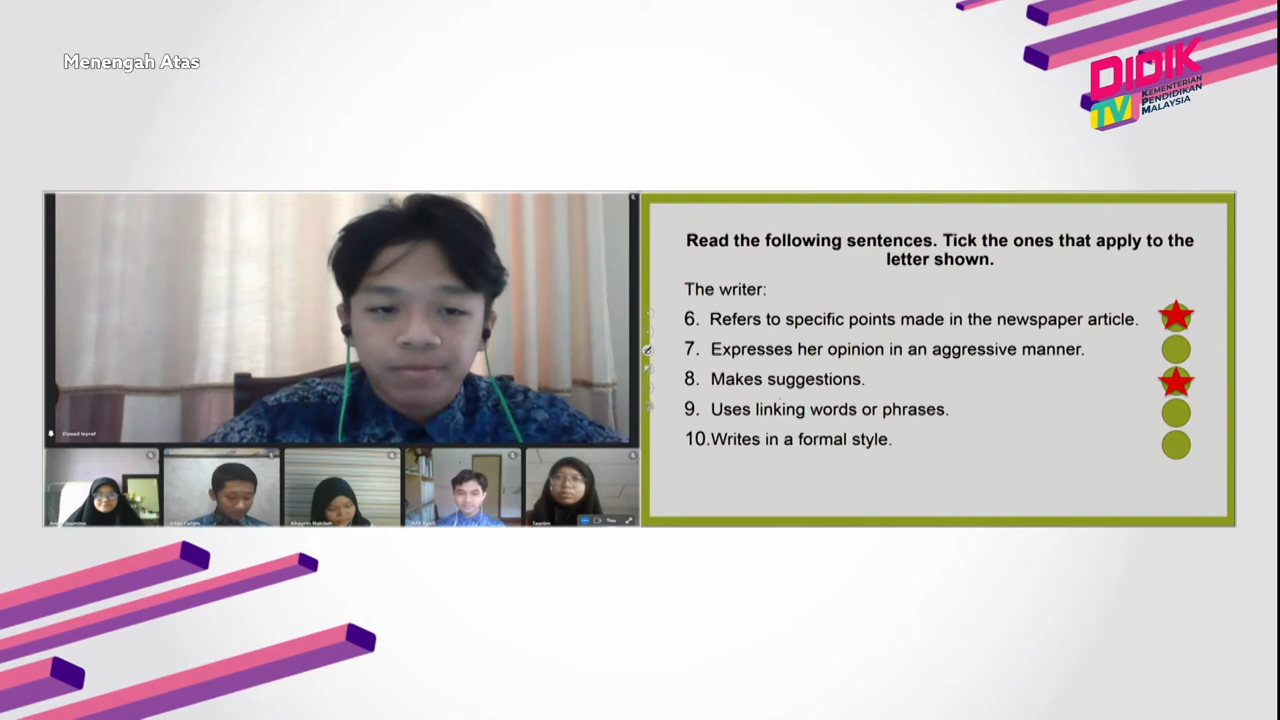 Menengah Atas
DIDIK
TV
KEMENTERIAN
PENDIDIKAN
MALAYSIA
Read the following sentences. Tick the ones that apply to the
letter shown.
The writer:
6. Refers to specific points made in the newspaper article.
7. Expresses her opinion in an aggressive manner.
8. Makes suggestions.
9. Uses linking words or phrases.
10.Writes in a formal style.
Tasnim
You